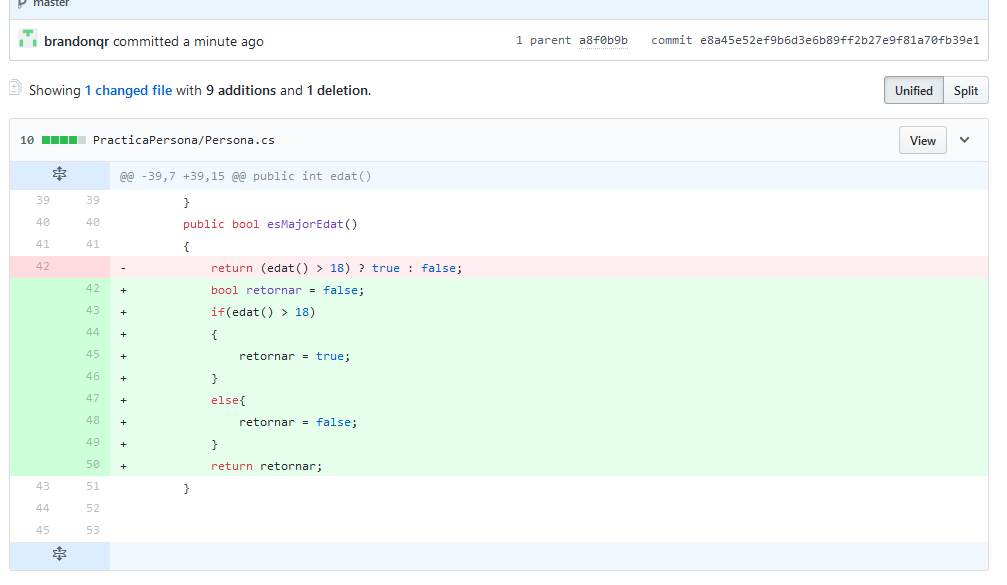 master
brandonqr committed a minute ago 1 parent a8f0b9b commit e8a45e52ef9b6d3e6b89ff2b27e9f81a70fb39e1
Showing 1 changed file with 9 additions and 1 deletion. Unified Split
10 PracticaPersona/Persona.cs View
@@ -39,7 +39,15 @@ public int edat()
39 39 }
40 40 public bool esMajorEdat()
41 41 {
42 - return (edat() > 18) ? true : false;
42 + bool retornar = false;
43 + if(edat() > 18)
44 + {
45 + retornar = true;
46 + }
47 + else{
48 + retornar = false;
49 + }
50 + return retornar;
43 51 }
44 52
45 53